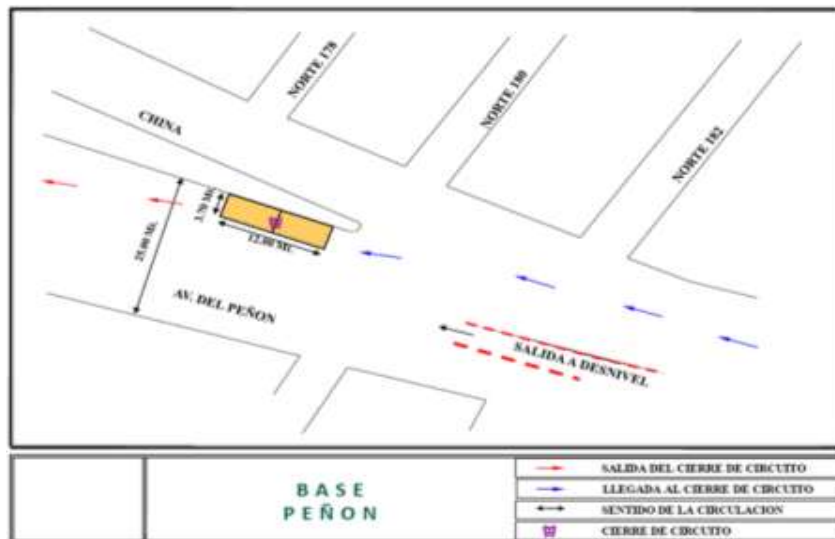 NORTE 178
NORTE 180
NORTE 182
CHINA
3.70 Mt.
12.00 Mt.
25.00 Mt.
AV. DEL PEÑON
SALIDA A DESNIVEL
BASE
PEÑON
SALIDA DEL CIERRE DE CIRCUITO
LLEGADA AL CIERRE DE CIRCUITO
SENTIDO DE LA CIRCULACION
CIERRE DE CIRCUITO